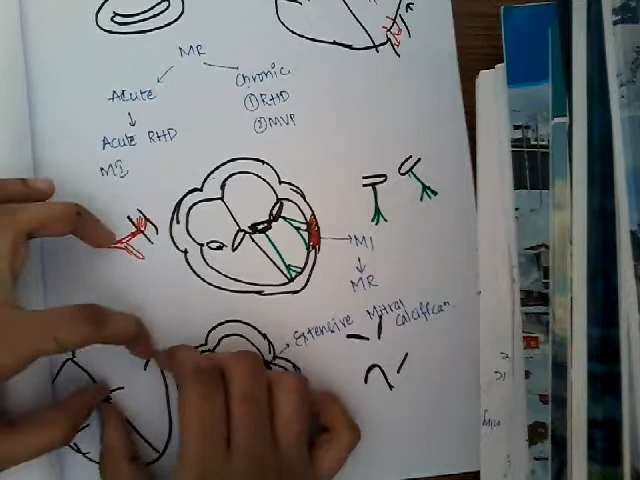 MR
Acute
Chronic
① RHD
② MVP
Acute RHD
MI
MI
MR
Extensive Mitral
calcification